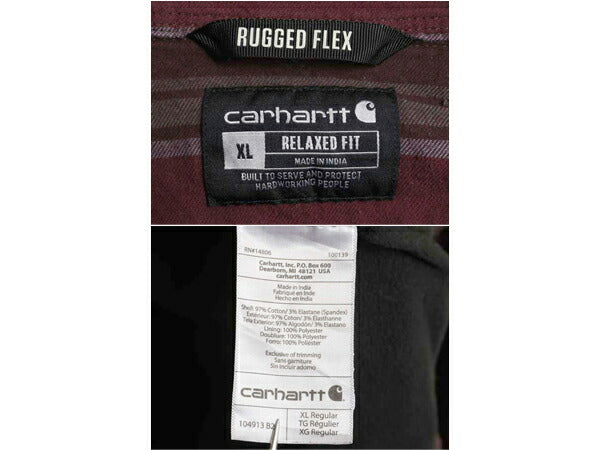 RUGGED FLEX
carhartt
XL
RELAXED FIT
MADE IN INDIA
BUILT TO SERVE AND PROTECT
HARDWORKING PEOPLE
RN#14806 100139
Carhartt, Inc. P.O. Box 600
Dearborn, MI 48121 USA
carhartt.com
Made in India
Fabriqué en Inde
Hecho en India
Shell: 97% Cotton/ 3% Elastane (Spandex)
Extérieur: 97% Coton/ 3% Élasthanne
Tela Exterior: 97% Algodón/ 3% Elastano
Lining: 100% Polyester
Doublure: 100% Polyester
Forro: 100% Poliéster
Exclusive of trimming
Sans garniture
Sin incluir adorno
carhartt
104913 B2
XL Regular
TG Régulier
XG Regular